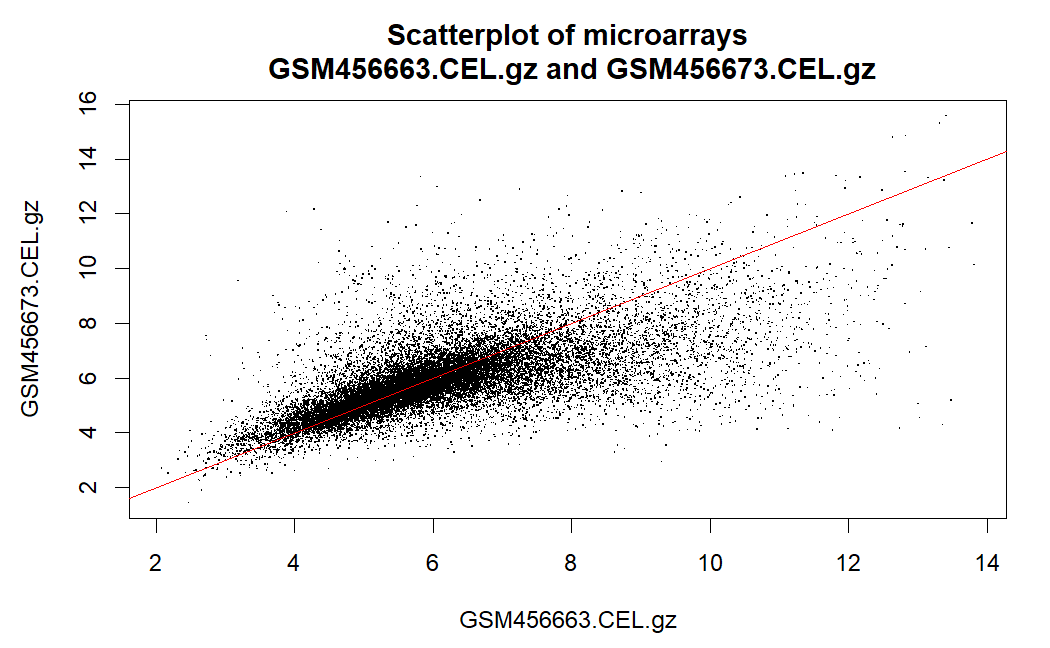 Scatterplot of microarrays
GSM456663.CEL.gz and GSM456673.CEL.gz
16
14
12
10
8
6
4
2
GSM456673.CEL.gz
2 4 6 8 10 12 14
GSM456663.CEL.gz